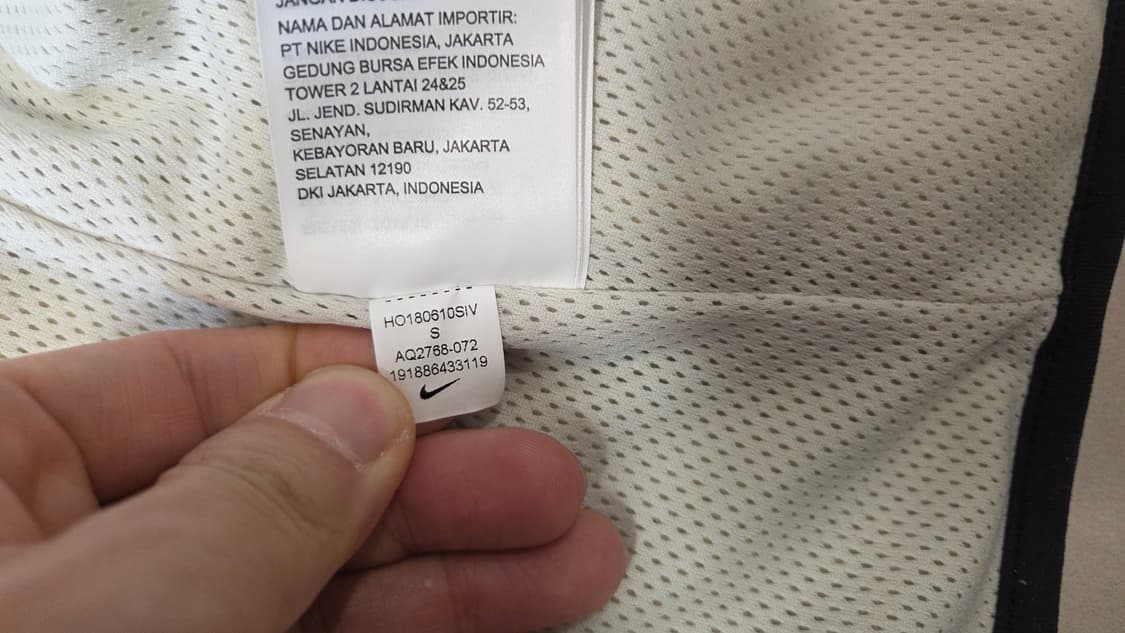 NAMA DAN ALAMAT IMPORTIR:
PT NIKE INDONESIA, JAKARTA
GEDUNG BURSA EFEK INDONESIA
TOWER 2 LANTAI 24&25
JL. JEND. SUDIRMAN KAV. 52-53,
SENAYAN,
KEBAYORAN BARU, JAKARTA
SELATAN 12190
DKI JAKARTA, INDONESIA
HO180610SIV
S
AQ2768-072
191886433119